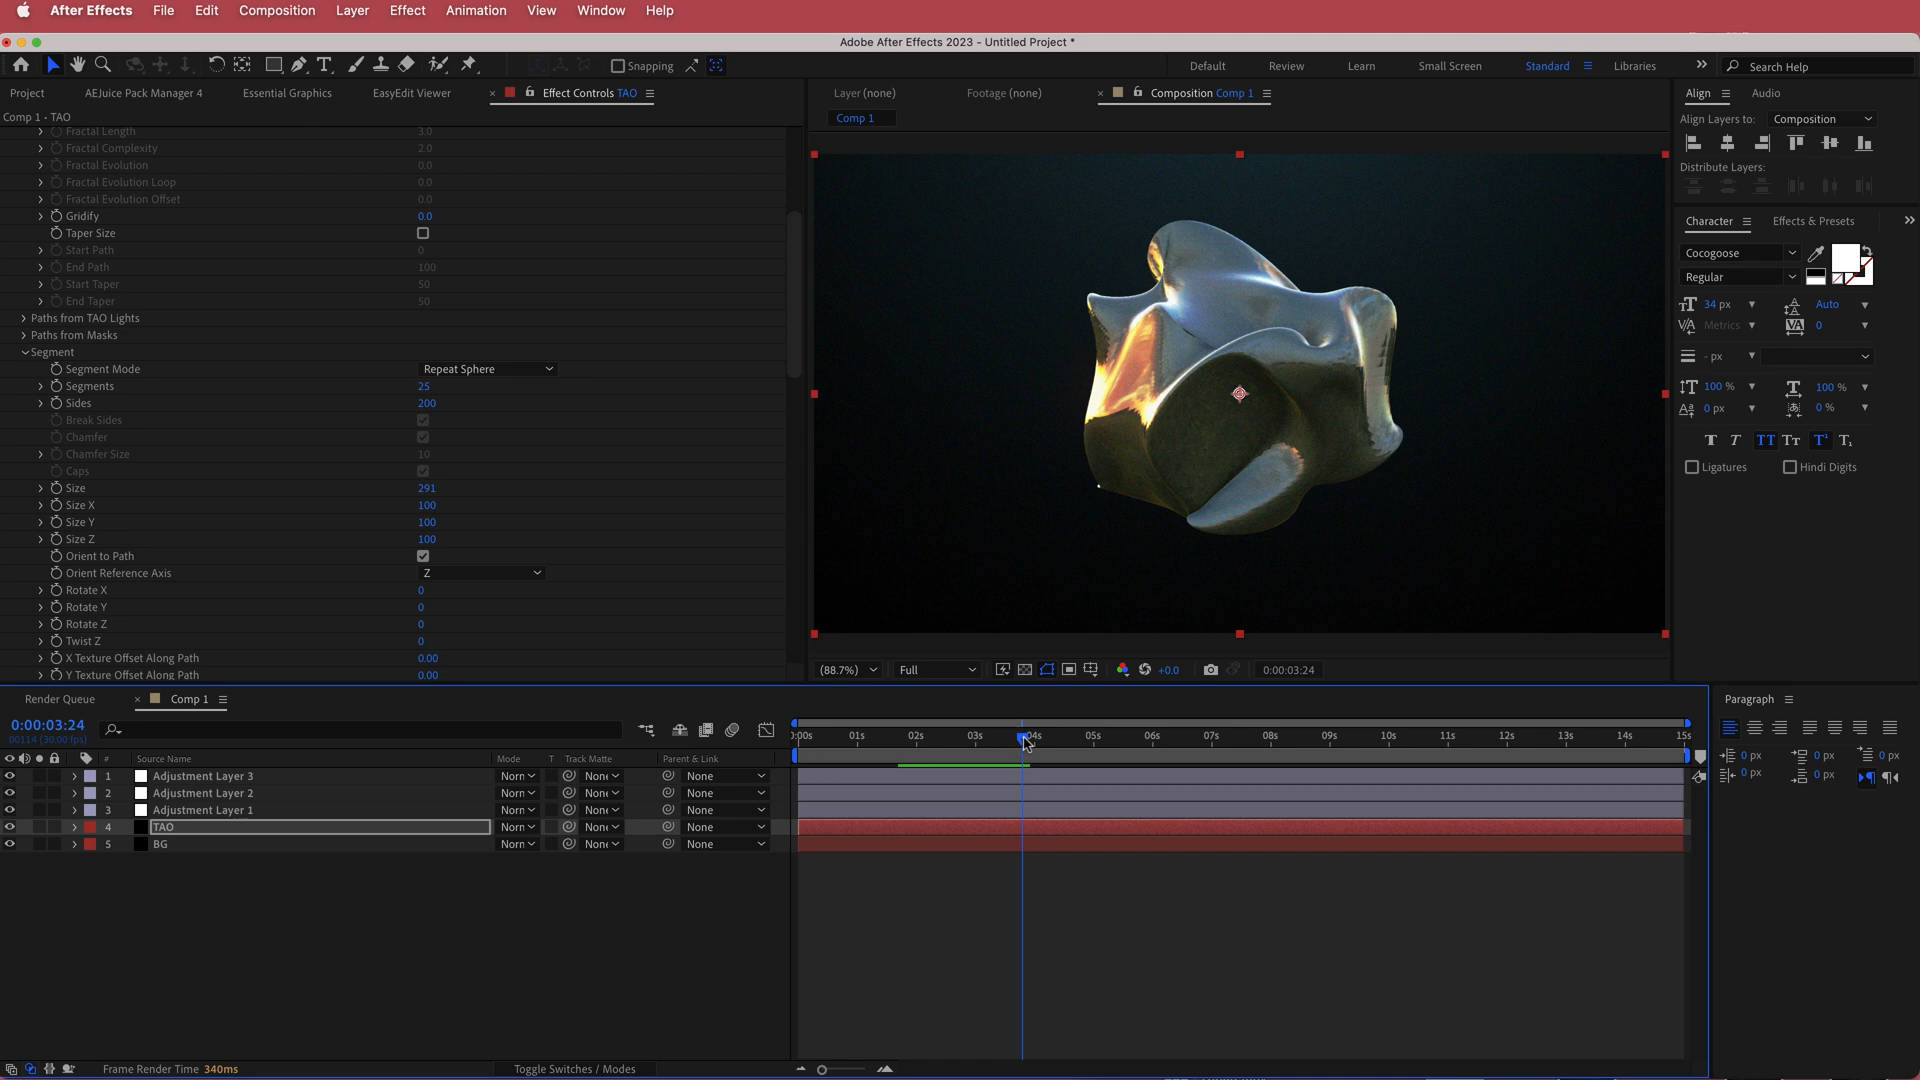 After Effects File Edit Composition Layer Effect Animation View Window Help
Adobe After Effects 2023 - Untitled Project *
Snapping Default Review Learn Small Screen Standard Libraries Search Help
Project AEJuice Pack Manager 4 Essential Graphics EasyEdit Viewer Effect Controls TAO
Layer (none) Footage (none) Composition Comp 1
Align Audio
Comp 1 • TAO
Comp 1
Align Layers to: Composition
Fractal Length 3.0
Fractal Complexity 2.0
Fractal Evolution 0.0
Distribute Layers:
Fractal Evolution Loop 0.0
Fractal Evolution Offset 0.0
Gridify 0.0
Character Effects & Presets
Taper Size
Start Path 0
Cocogoose
End Path 100
Regular
Start Taper 50
End Taper 50
34 px Auto
Paths from TAO Lights
Metrics 0
Paths from Masks
Segment
- px
Segment Mode Repeat Sphere
Segments 25
100 % 100 %
Sides 200
0 px 0 %
Break Sides
Chamfer
Chamfer Size 10
Caps
Ligatures Hindi Digits
Size 291
Size X 100
Size Y 100
Size Z 100
Orient to Path
Orient Reference Axis Z
Rotate X 0
Rotate Y 0
Rotate Z 0
Twist Z 0
X Texture Offset Along Path 0.00
Y Texture Offset Along Path 0.00
(88.7%) Full +0.0 0:00:03:24
Render Queue Comp 1
Paragraph
0:00:03:24
00114 (30.00 fps)
0:00s 01s 02s 03s 04s 05s 06s 07s 08s 09s 10s 11s 12s 13s 14s 15s
0 px 0 px 0 px
0 px 0 px
# Source Name Mode T Track Matte Parent & Link
1 Adjustment Layer 3 Norn None None
2 Adjustment Layer 2 Norn None None
3 Adjustment Layer 1 Norn None None
4 TAO Norn None None
5 BG Norn None None
Frame Render Time 340ms Toggle Switches / Modes